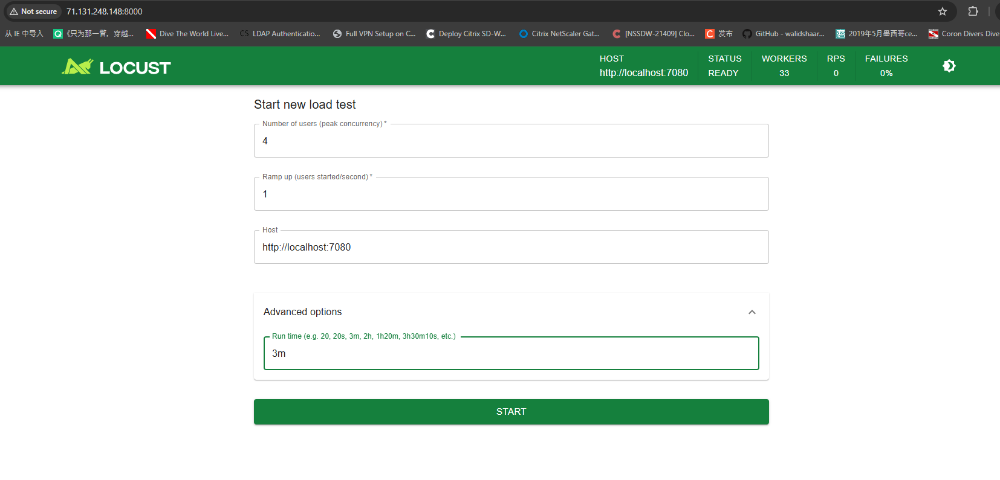 Not secure 71.131.248.148:8000
从 IE 中导入 《只为那一瞥，穿越... Dive The World Live... CS LDAP Authenticatio... Full VPN Setup on C... Deploy Citrix SD-W... Citrix NetScaler Gat... [NSSDW-21409] Clo... 发布 GitHub - walidshaar... 2019年5月墨西哥ce... Coron Divers Dive
LOCUST
HOST STATUS WORKERS RPS FAILURES
http://localhost:7080 READY 33 0 0%
Start new load test
Number of users (peak concurrency) *
4
Ramp up (users started/second) *
1
Host
http://localhost:7080
Advanced options
Run time (e.g. 20, 20s, 3m, 2h, 1h20m, 3h30m10s, etc.)
3m
START